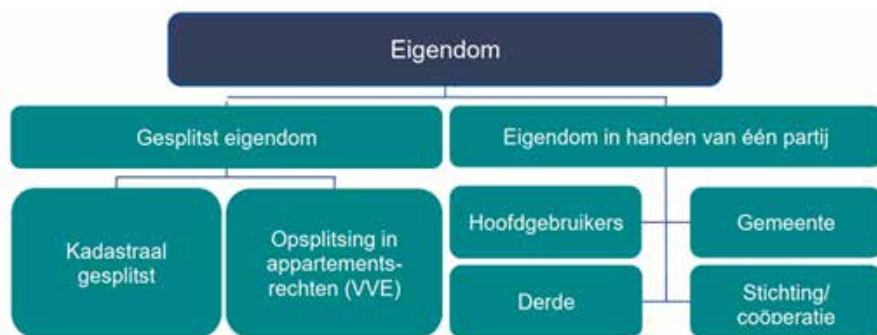 Eigendom
Gesplitst eigendom
Eigendom in handen van één partij
Kadastraal
gesplitst
Opsplitsing in
appartements-
rechten (VVE)
Hoofdgebruikers
Gemeente
Derde
Stichting/
coöperatie